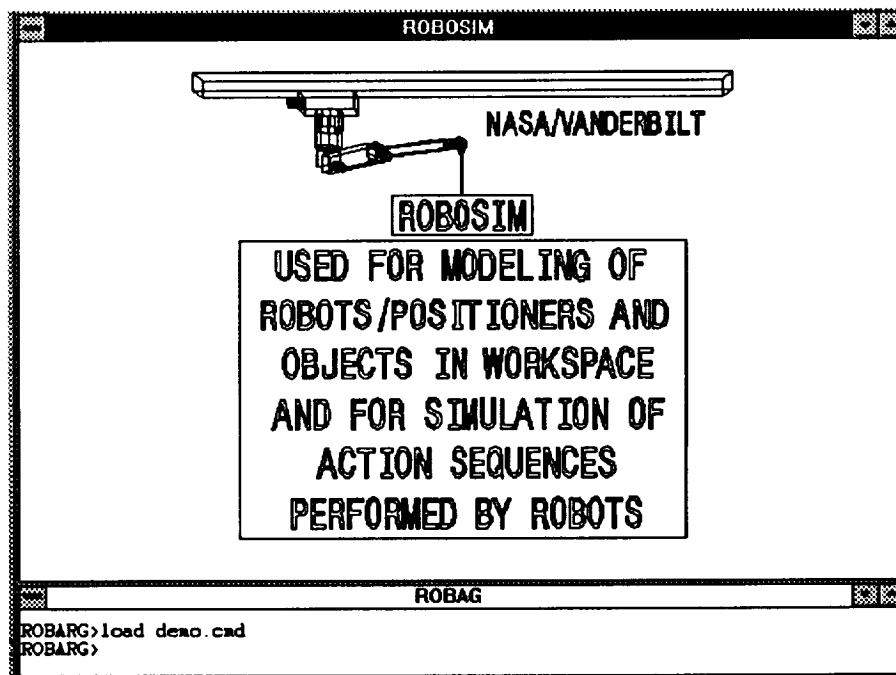 ROBOSIM
NASA/VANDERBILT
ROBOSIM
USED FOR MODELING OF
ROBOTS/POSITIONERS AND
OBJECTS IN WORKSPACE
AND FOR SIMULATION OF
ACTION SEQUENCES
PERFORMED BY ROBOTS
ROBAG
ROBARG>load demo.cmd
ROBARG>